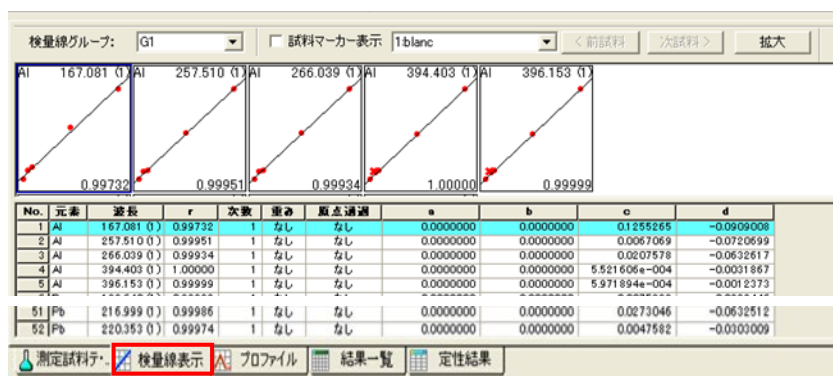 検量線グループ: G1 試料マーカー表示 1:blanc <前試料 次試料> 拡大
Al 167.081 (1) Al 257.510 (1) Al 266.039 (1) Al 394.403 (1) Al 396.153 (1)
0.99732 0.99951 0.99934 1.00000 0.99999
No. 元素 波長 r 次数 重み 原点通過 a b c d
1 Al 167.081 (1) 0.99732 1 なし なし 0.0000000 0.0000000 0.1255265 -0.0909008
2 Al 257.510 (1) 0.99951 1 なし なし 0.0000000 0.0000000 0.0067069 -0.0720699
3 Al 266.039 (1) 0.99934 1 なし なし 0.0000000 0.0000000 0.0207578 -0.0632617
4 Al 394.403 (1) 1.00000 1 なし なし 0.0000000 0.0000000 5.521606e-004 -0.0031867
5 Al 396.153 (1) 0.99999 1 なし なし 0.0000000 0.0000000 5.971894e-004 -0.0012373
51 Pb 216.999 (1) 0.99986 1 なし なし 0.0000000 0.0000000 0.0273046 -0.0632512
52 Pb 220.353 (1) 0.99974 1 なし なし 0.0000000 0.0000000 0.0047582 -0.0303009
測定試料デ.. 検量線表示 プロファイル 結果一覧 定性結果